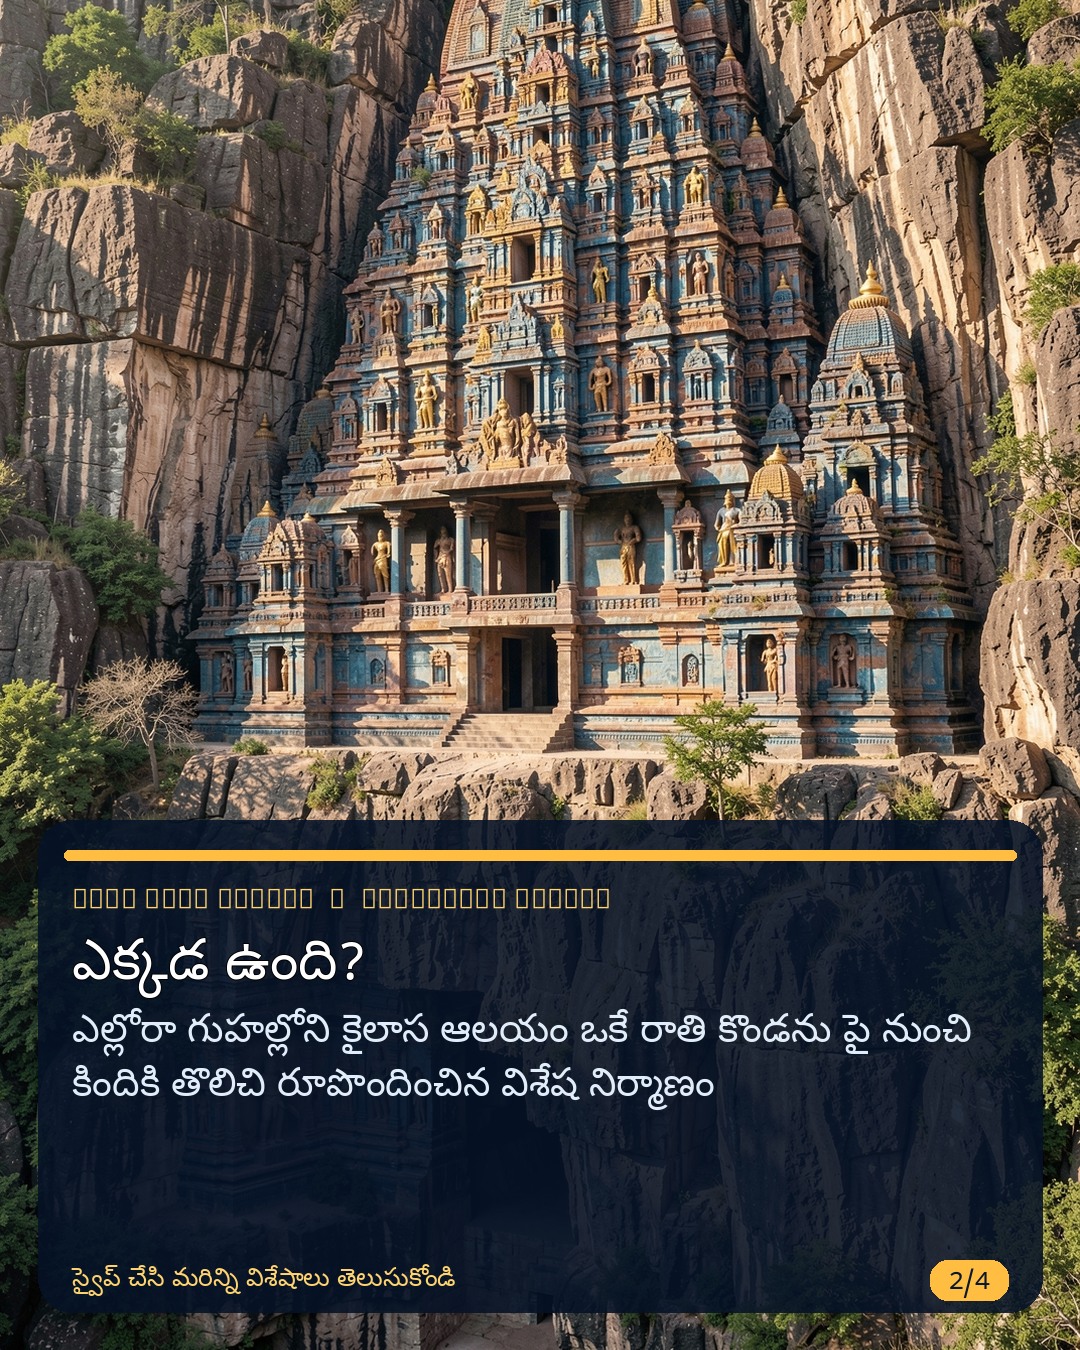 ఎక్కడ ఉంది?
ఎల్లోరా గుహల్లోని కైలాస ఆలయం ఒకే రాతి కొండను పై నుంచి
కిందికి తొలిచి రూపొందించిన విశేష నిర్మాణం
స్వైప్ చేసి మరిన్ని విశేషాలు తెలుసుకోండి
2/4